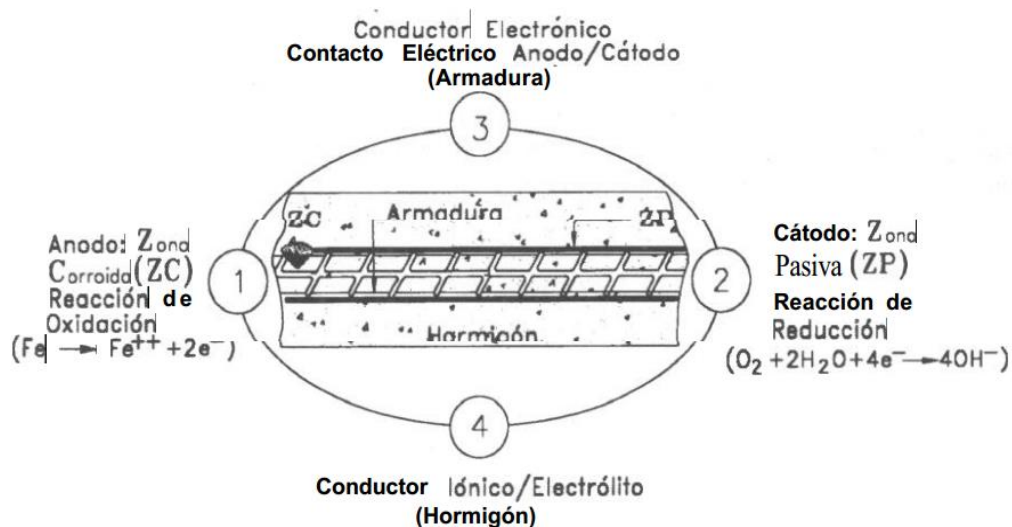 Conductor Electrónico
Contacto Eléctrico Anodo/Cátodo
(Armadura)
3
ZC
Armadura
ZP
Anodo: Zona
Corroida (ZC)
Reacción de
Oxidación
(Fe → Fe++ +2e-)
1
2
Cátodo: Zona
Pasiva (ZP)
Reacción de
Reducción
(O2 +2H2O+4e- →4OH-)
Hormigón
4
Conductor Iónico/Electrólito
(Hormigón)